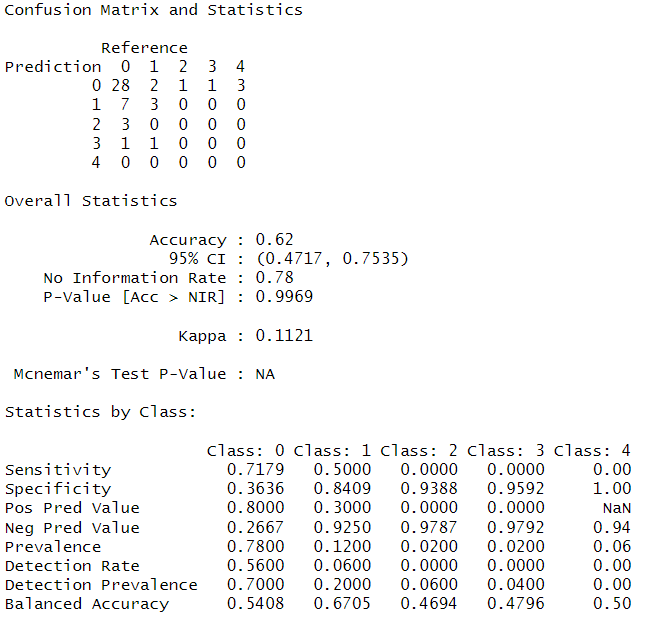 Confusion Matrix and Statistics
Reference
Prediction 0 1 2 3 4
0 28 2 1 1 3
1 7 3 0 0 0
2 3 0 0 0 0
3 1 1 0 0 0
4 0 0 0 0 0
Overall Statistics
Accuracy : 0.62
95% CI : (0.4717, 0.7535)
No Information Rate : 0.78
P-Value [Acc > NIR] : 0.9969
Kappa : 0.1121
Mcnemar's Test P-Value : NA
Statistics by Class:
Class: 0 Class: 1 Class: 2 Class: 3 Class: 4
Sensitivity 0.7179 0.5000 0.0000 0.0000 0.00
Specificity 0.3636 0.8409 0.9388 0.9592 1.00
Pos Pred Value 0.8000 0.3000 0.0000 0.0000 NaN
Neg Pred Value 0.2667 0.9250 0.9787 0.9792 0.94
Prevalence 0.7800 0.1200 0.0200 0.0200 0.06
Detection Rate 0.5600 0.0600 0.0000 0.0000 0.00
Detection Prevalence 0.7000 0.2000 0.0600 0.0400 0.00
Balanced Accuracy 0.5408 0.6705 0.4694 0.4796 0.50